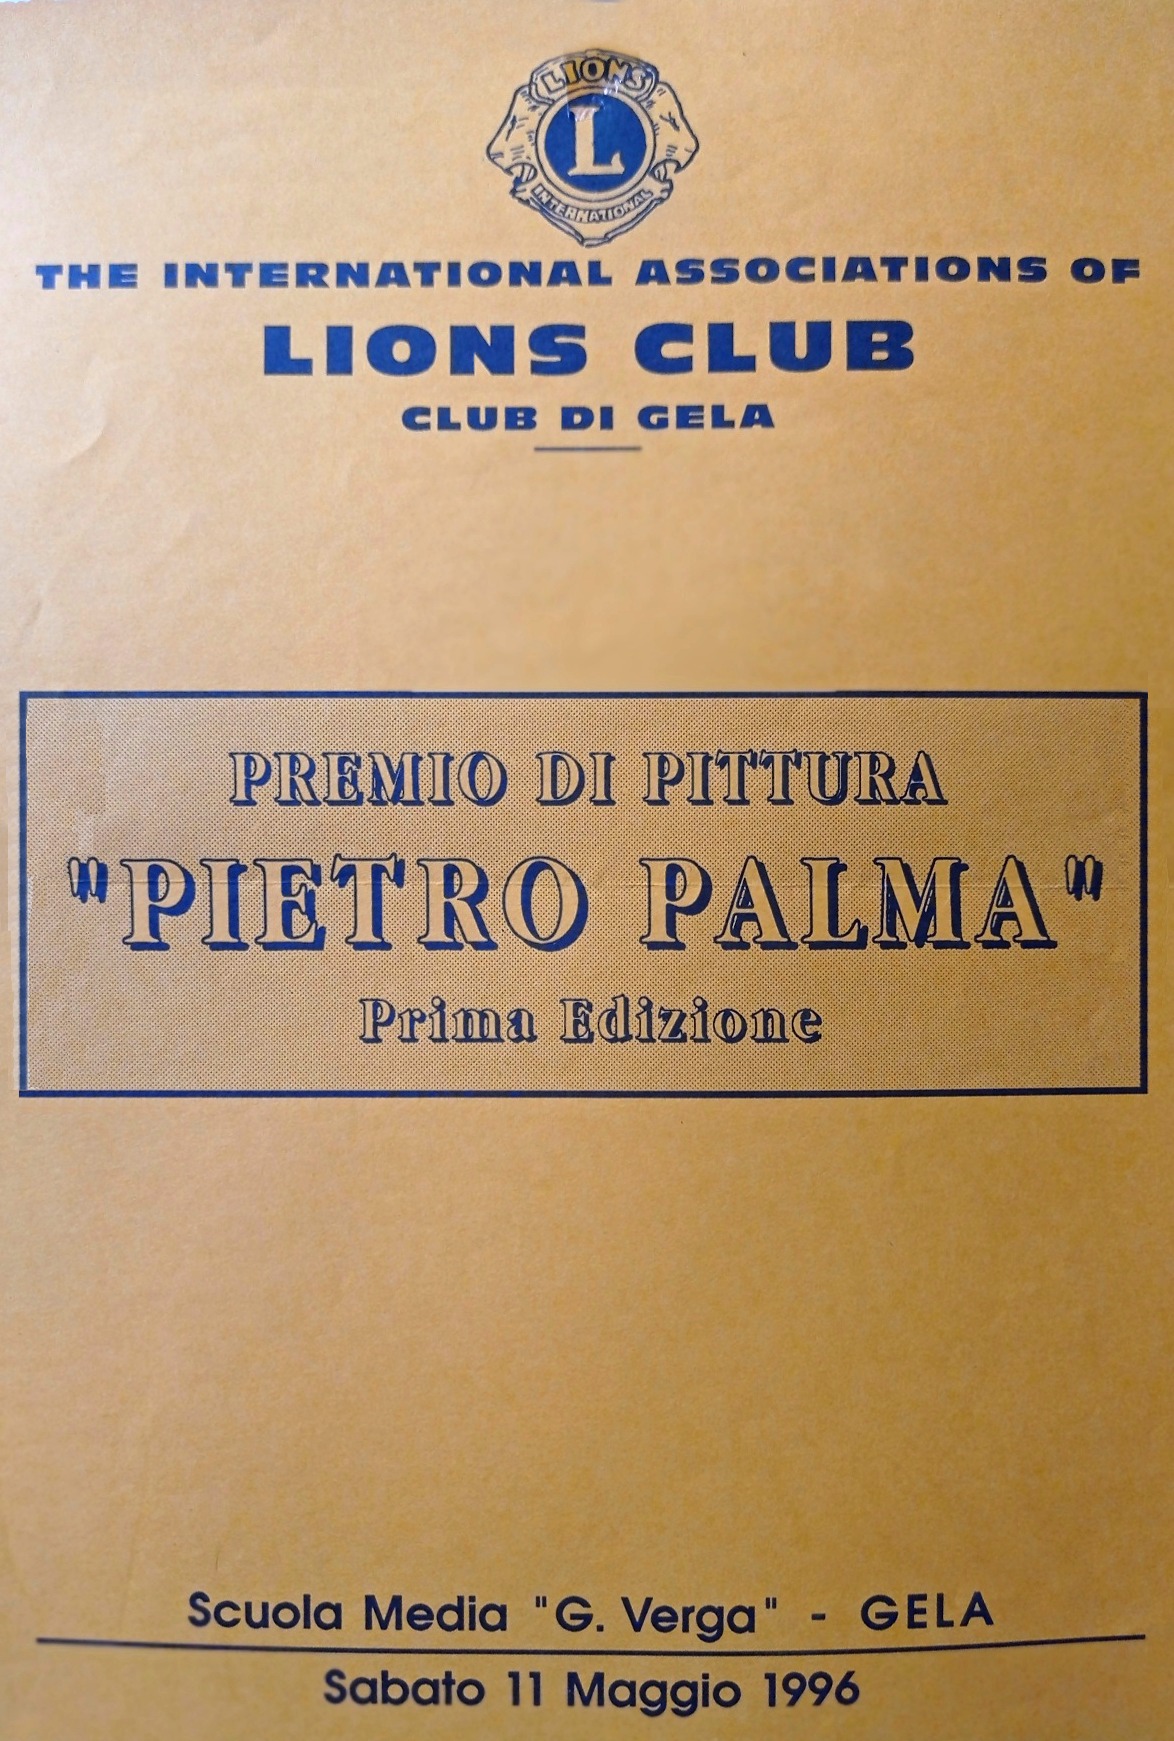 LIONS
L
INTERNATIONAL
THE INTERNATIONAL ASSOCIATIONS OF
LIONS CLUB
CLUB DI GELA
PREMIO DI PITTURA
"PIETRO PALMA"
Prima Edizione
Scuola Media "G. Verga" - GELA
Sabato 11 Maggio 1996